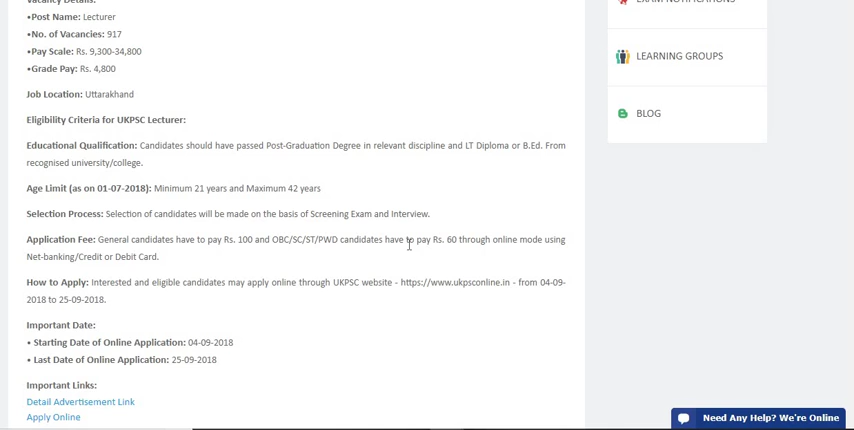 Vacancy Details:
•Post Name: Lecturer
•No. of Vacancies: 917
•Pay Scale: Rs. 9,300-34,800
•Grade Pay: Rs. 4,800
Job Location: Uttarakhand
Eligibility Criteria for UKPSC Lecturer:
Educational Qualification: Candidates should have passed Post-Graduation Degree in relevant discipline and LT Diploma or B.Ed. From
recognised university/college.
Age Limit (as on 01-07-2018): Minimum 21 years and Maximum 42 years
Selection Process: Selection of candidates will be made on the basis of Screening Exam and Interview.
Application Fee: General candidates have to pay Rs. 100 and OBC/SC/ST/PWD candidates have to pay Rs. 60 through online mode using
Net-banking/Credit or Debit Card.
How to Apply: Interested and eligible candidates may apply online through UKPSC website - https://www.ukpsconline.in - from 04-09-
2018 to 25-09-2018.
Important Date:
• Starting Date of Online Application: 04-09-2018
• Last Date of Online Application: 25-09-2018
Important Links:
Detail Advertisement Link
Apply Online
EXAM NOTIFICATIONS
LEARNING GROUPS
BLOG
Need Any Help? We're Online